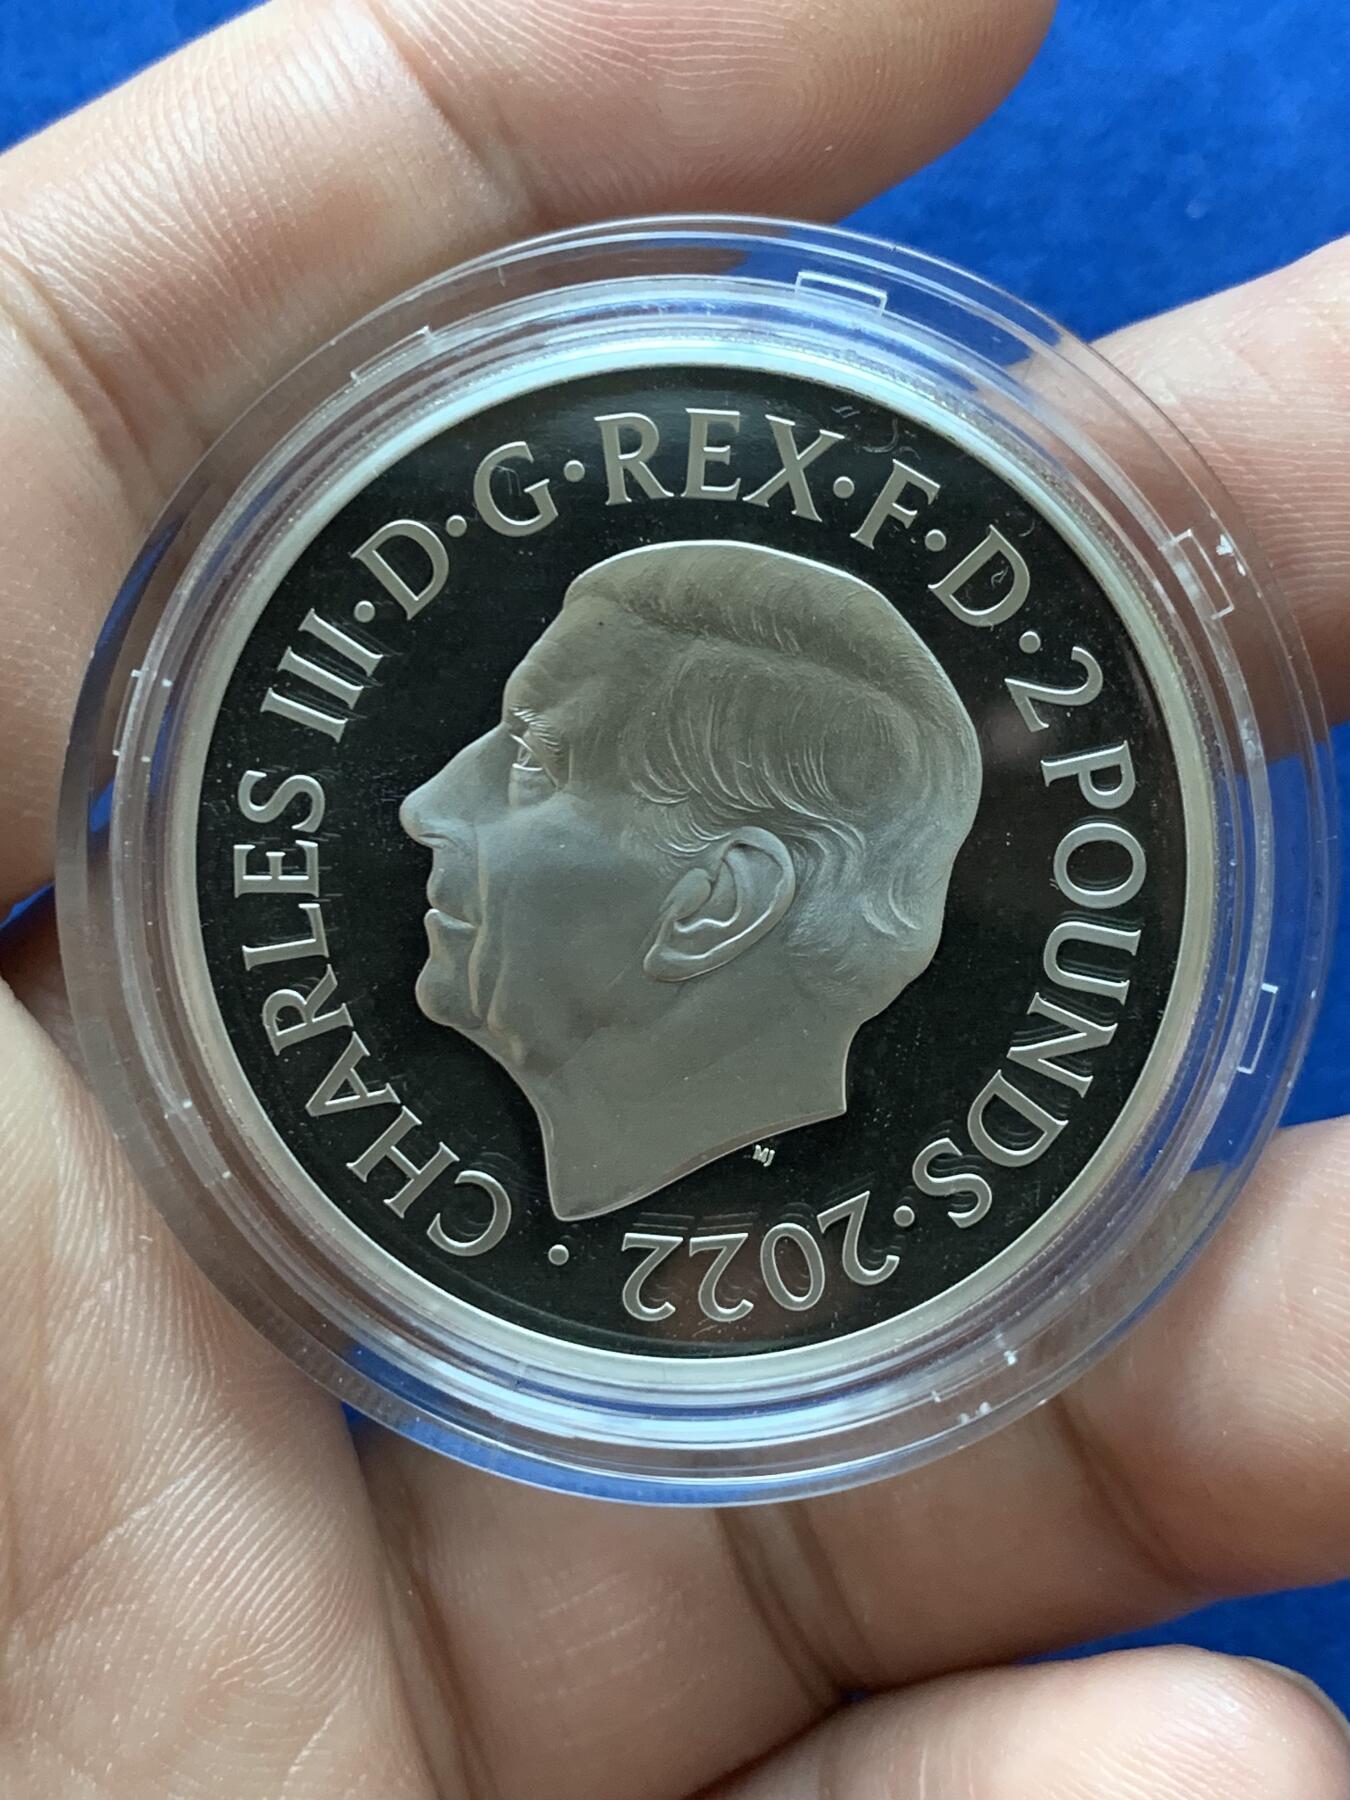 · CHARLES III · D · G · REX · F · D · 2 POUNDS · 2022
MJ